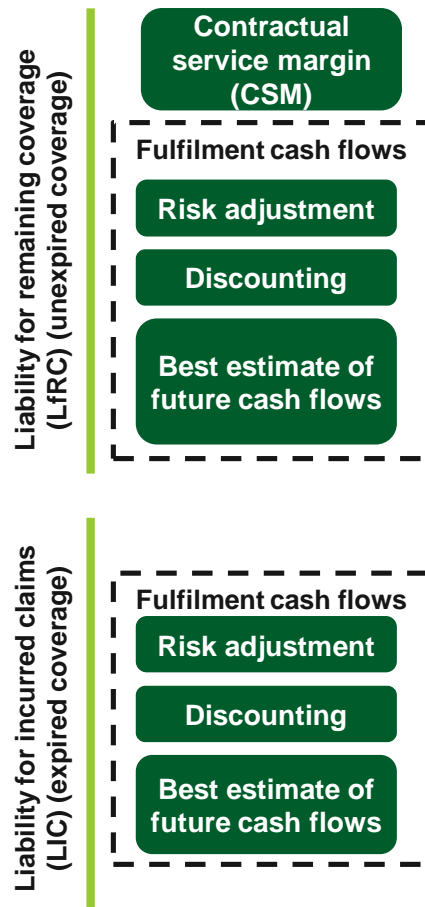 Liability for remaining coverage
(LfRC) (unexpired coverage)
Contractual
service margin
(CSM)
Fulfilment cash flows
Risk adjustment
Discounting
Best estimate of
future cash flows
Liability for incurred claims
(LIC) (expired coverage)
Fulfilment cash flows
Risk adjustment
Discounting
Best estimate of
future cash flows